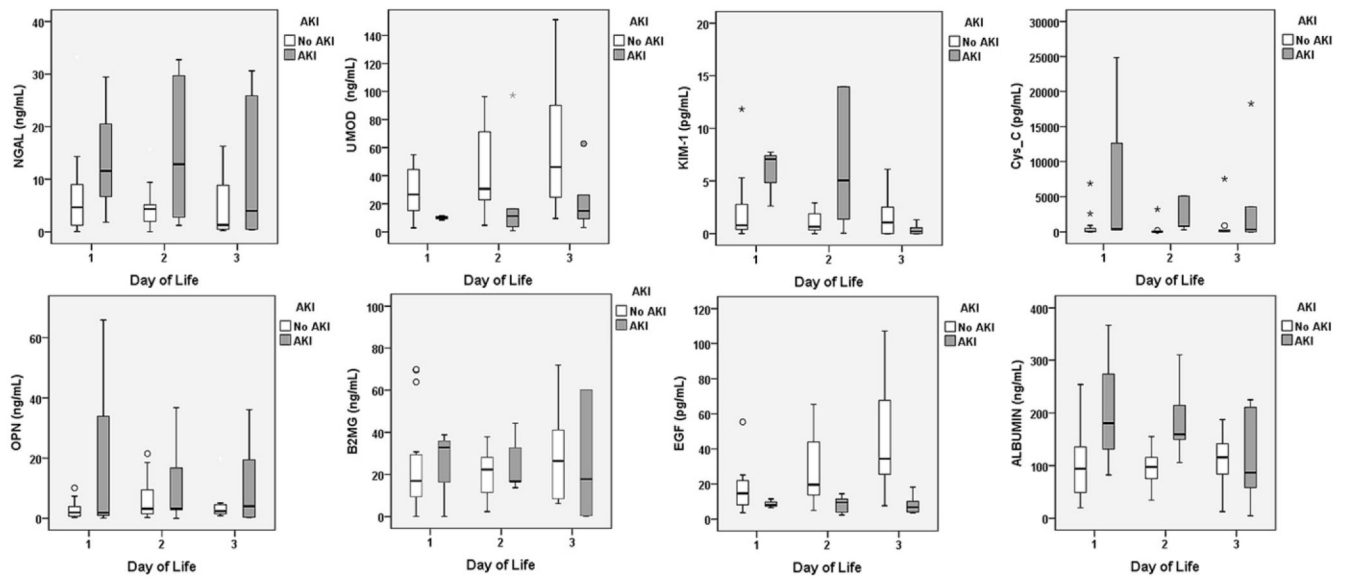 AKI
No AKI
AKI
NGAL (ng/mL)
40
30
20
10
0
1 2 3
Day of Life
AKI
No AKI
AKI
UMOD (ng/mL)
140
120
100
80
60
40
20
0
1 2 3
Day of Life
AKI
No AKI
AKI
KIM-1 (pg/mL)
20
15
10
5
0
1 2 3
Day of Life
AKI
No AKI
AKI
Cys_C (pg/mL)
30000
25000
20000
15000
10000
5000
0
1 2 3
Day of Life
AKI
No AKI
AKI
OPN (ng/mL)
60
40
20
0
1 2 3
Day of Life
AKI
No AKI
AKI
B2MG (ng/mL)
100
80
60
40
20
0
1 2 3
Day of Life
AKI
No AKI
AKI
EGF (pg/mL)
120
100
80
60
40
20
0
1 2 3
Day of Life
AKI
No AKI
AKI
ALBUMIN (ng/mL)
400
300
200
100
0
1 2 3
Day of Life